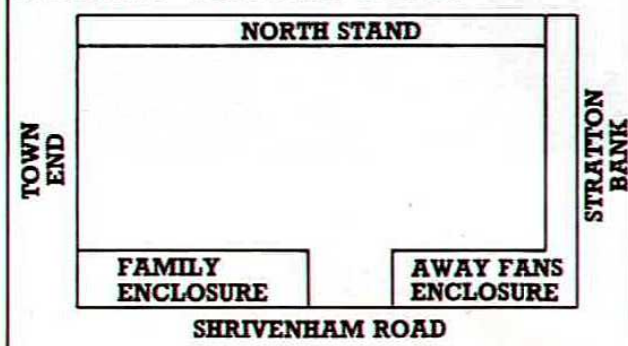 NORTH STAND
TOWN
END
STRATTON
BANK
FAMILY
ENCLOSURE
AWAY FANS
ENCLOSURE
SHRIVENHAM ROAD